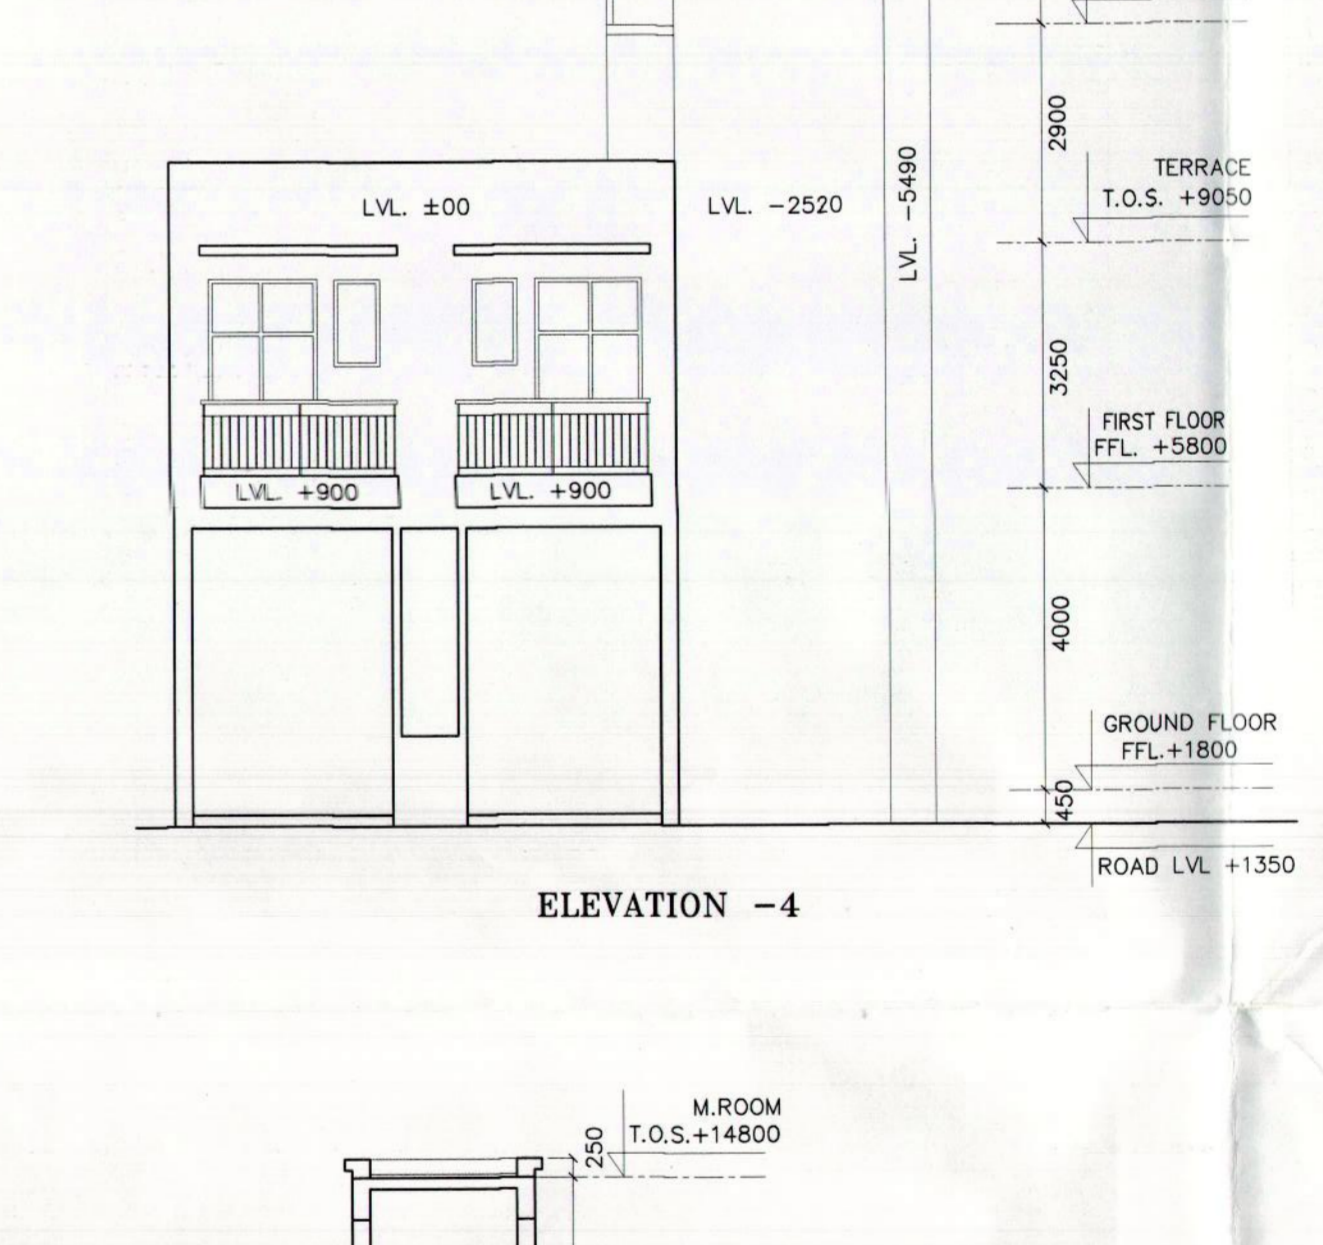 2900
TERRACE
T.O.S. +9050
LVL. ±00
LVL. -2520
LVL. -5490
3250
FIRST FLOOR
FFL. +5800
LVL. +900
LVL. +900
4000
GROUND FLOOR
FFL.+1800
450
ROAD LVL +1350
ELEVATION -4
M.ROOM
T.O.S.+14800
250